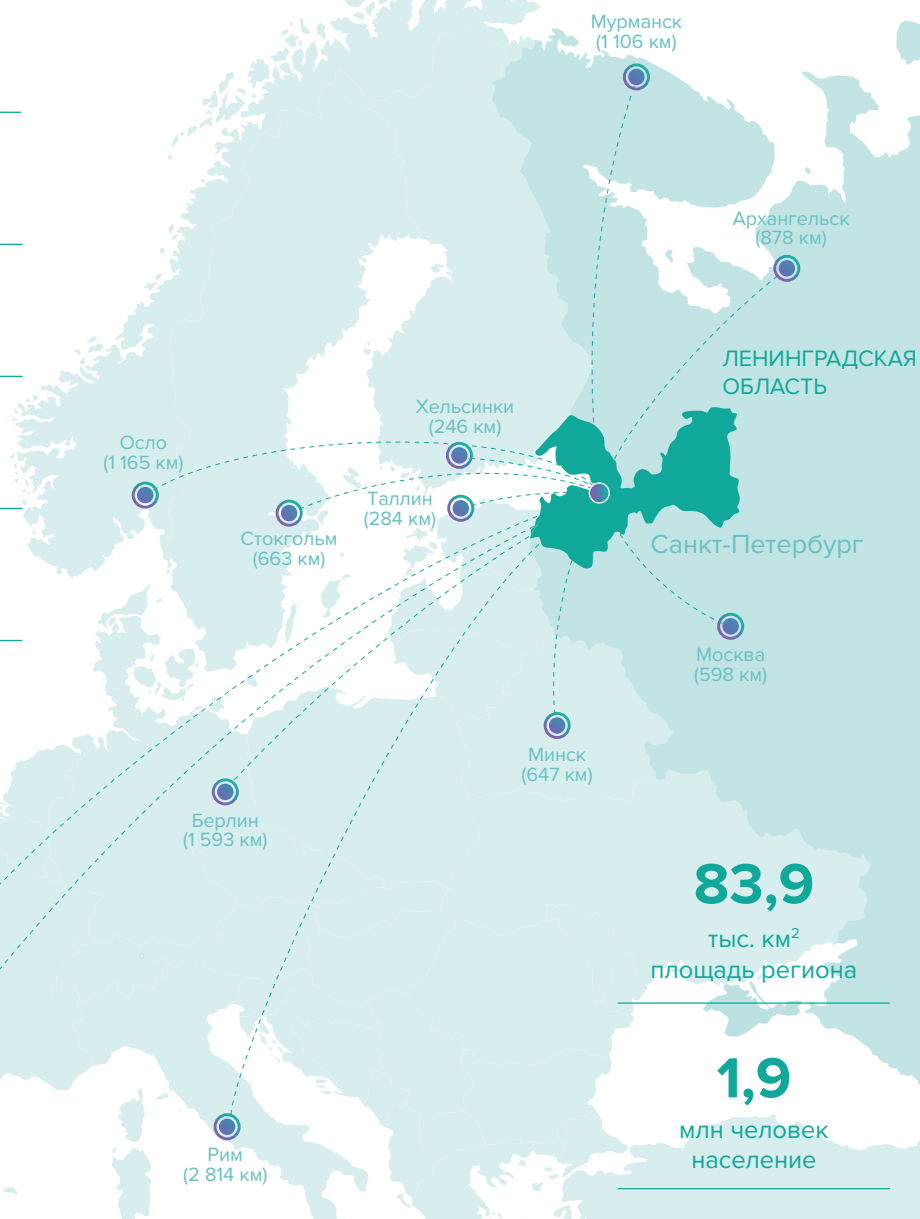 Мурманск
(1 106 км)
Архангельск
(878 км)
ЛЕНИНГРАДСКАЯ
ОБЛАСТЬ
Хельсинки
(246 км)
Осло
(1 165 км)
Таллин
(284 км)
Стокгольм
(663 км)
Санкт-Петербург
Москва
(598 км)
Минск
(647 км)
Берлин
(1 593 км)
83,9
тыс. км²
площадь региона
1,9
млн человек
население
Рим
(2 814 км)